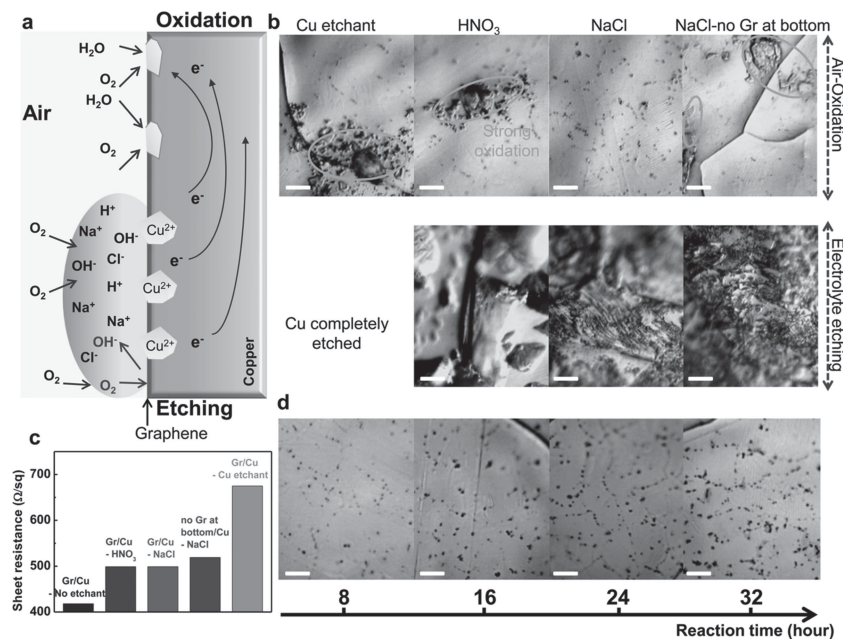 a
Oxidation
H₂O
O₂
H₂O
Air
O₂
e⁻
e⁻
H⁺
O₂
Na⁺
OH⁻
Cu²⁺
Cl⁻
OH⁻
e⁻
O₂
H⁺
Cu²⁺
Na⁺
Na⁺
OH⁻
Cu²⁺
e⁻
Cl⁻
O₂
O₂
Copper
Etching
Graphene
b
Cu etchant
HNO₃
NaCl
NaCl-no Gr at bottom
Strong
oxidation
Air-Oxidation
Cu completely
etched
Electrolyte etching
c
Sheet resistance (Ω/sq)
700
600
500
400
Gr/Cu
- No etchant
Gr/Cu
- HNO₃
Gr/Cu
- NaCl
no Gr at
bottom/Cu
- NaCl
Gr/Cu
- Cu etchant
d
8
16
24
32
Reaction time (hour)